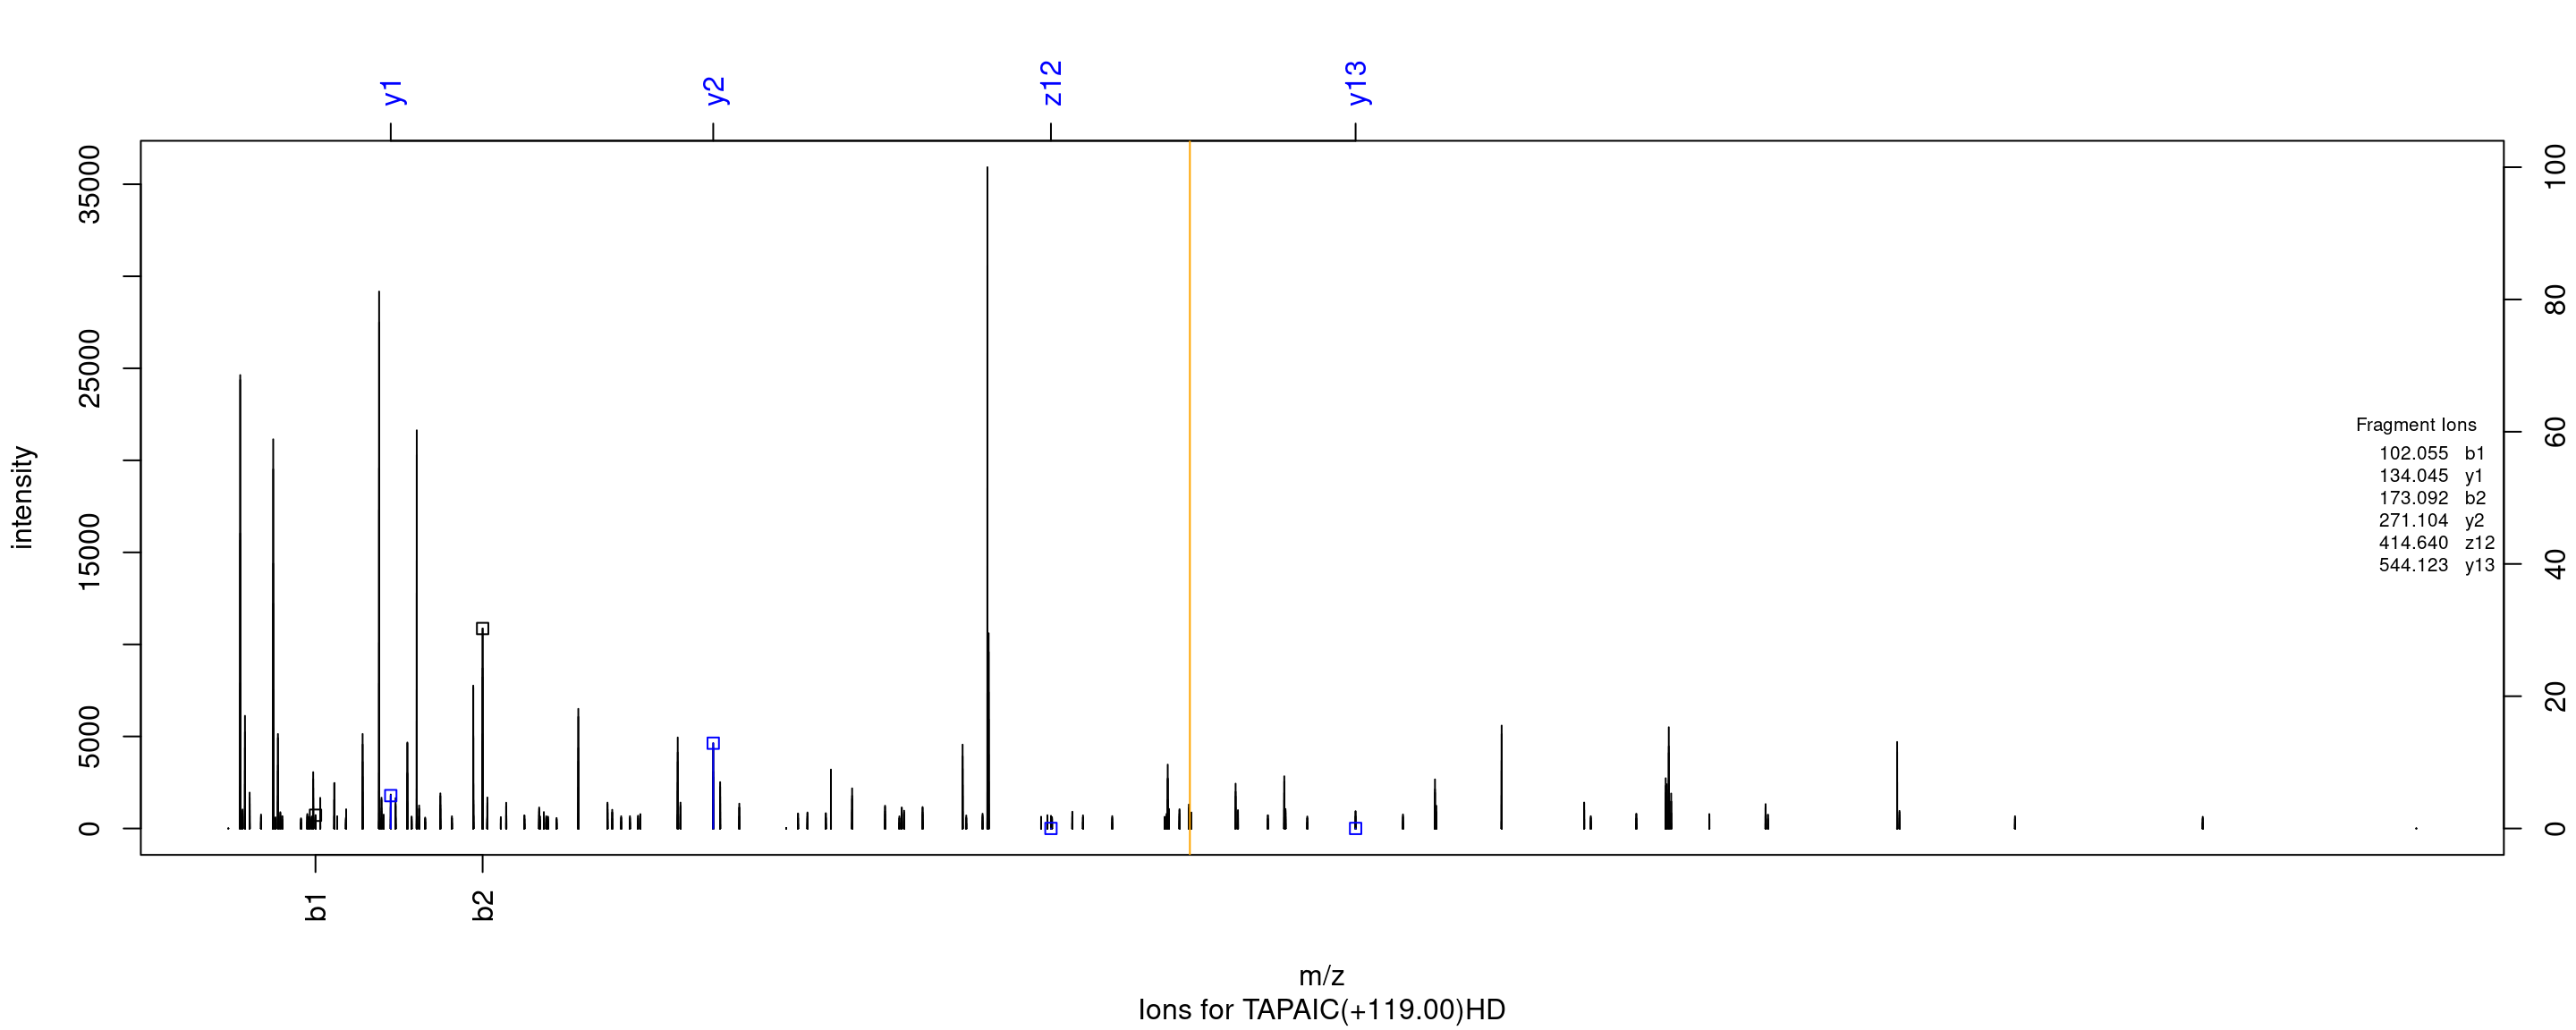 y1 y2 z12 y13
35000 100
80
25000
Fragment Ions
60
102.055 b1
134.045 y1
173.092 b2
271.104 y2
414.640 z12
544.123 y13
intensity
15000
40
20
5000
0 0
b1 b2
m/z
Ions for TAPAIC(+119.00)HD